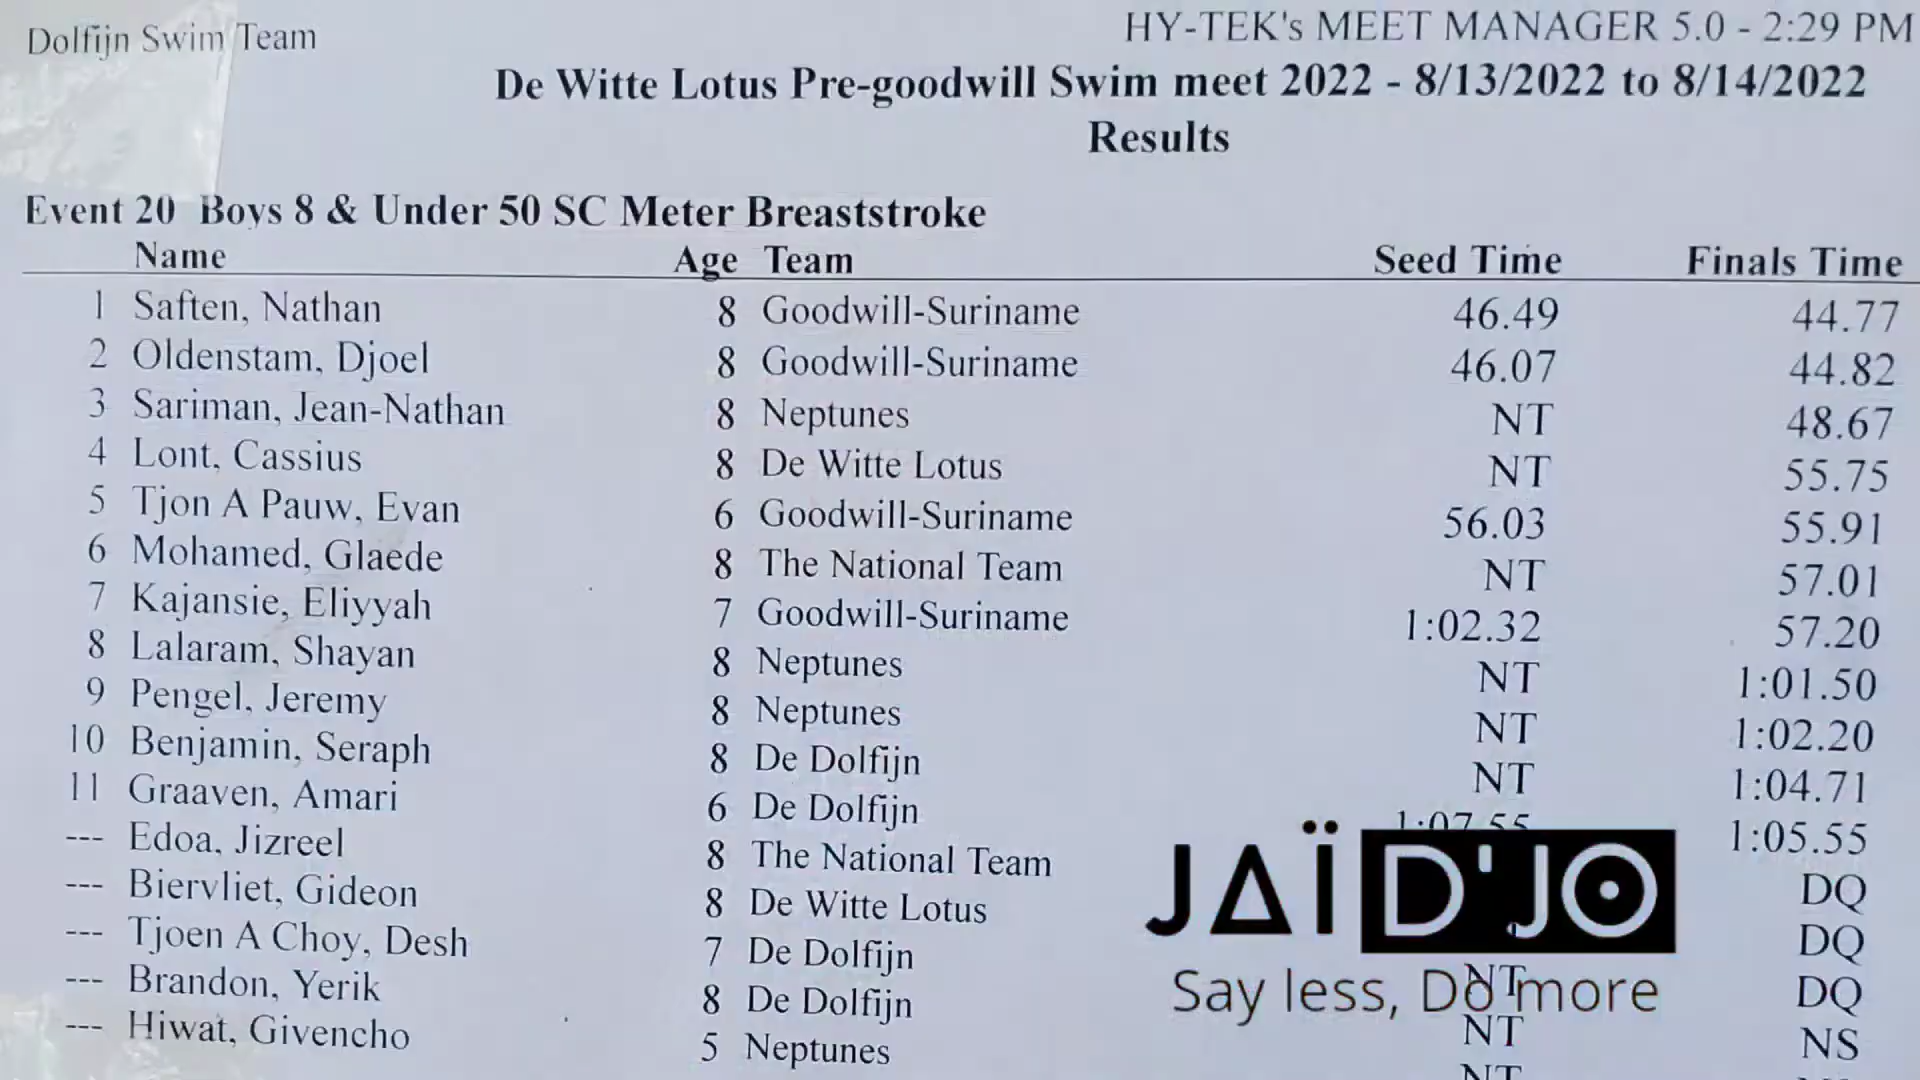 Dolfijn Swim Team HY-TEK's MEET MANAGER 5.0 - 2:29 PM
De Witte Lotus Pre-goodwill Swim meet 2022 - 8/13/2022 to 8/14/2022
Results
Event 20 Boys 8 & Under 50 SC Meter Breaststroke
Name Age Team Seed Time Finals Time
1 Saften, Nathan 8 Goodwill-Suriname 46.49 44.77
2 Oldenstam, Djoel 8 Goodwill-Suriname 46.07 44.82
3 Sariman, Jean-Nathan 8 Neptunes NT 48.67
4 Lont, Cassius 8 De Witte Lotus NT 55.75
5 Tjon A Pauw, Evan 6 Goodwill-Suriname 56.03 55.91
6 Mohamed, Glaede 8 The National Team NT 57.01
7 Kajansie, Eliyyah 7 Goodwill-Suriname 1:02.32 57.20
8 Lalaram, Shayan 8 Neptunes NT 1:01.50
9 Pengel, Jeremy 8 Neptunes NT 1:02.20
10 Benjamin, Seraph 8 De Dolfijn NT 1:04.71
11 Graaven, Amari 6 De Dolfijn 1:07.55 1:05.55
--- Edoa, Jizreel 8 The National Team DQ
--- Biervliet, Gideon 8 De Witte Lotus DQ
--- Tjoen A Choy, Desh 7 De Dolfijn NT DQ
--- Brandon, Yerik 8 De Dolfijn NT NS
--- Hiwat, Givencho 5 Neptunes NT
JAÏ D'JO
Say less, Do more